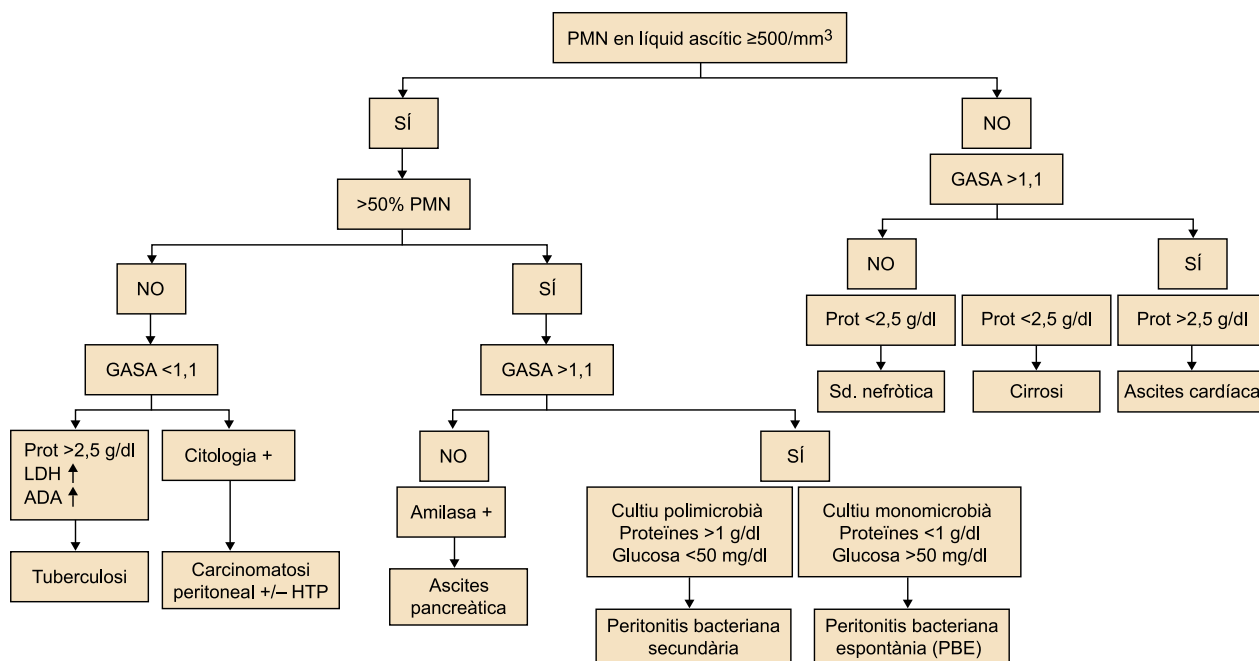 PMN en líquid ascític ≥500/mm³
SÍ
NO
>50% PMN
GASA >1,1
NO
SÍ
NO
SÍ
Prot <2,5 g/dl
Prot <2,5 g/dl
Prot >2,5 g/dl
GASA <1,1
GASA >1,1
Sd. nefròtica
Cirrosi
Ascites cardíaca
Prot >2,5 g/dl
LDH ↑
ADA ↑
Citologia +
NO
SÍ
Amilasa +
Cultiu polimicrobià
Proteïnes >1 g/dl
Glucosa <50 mg/dl
Cultiu monomicrobià
Proteïnes <1 g/dl
Glucosa >50 mg/dl
Tuberculosi
Carcinomatosi
peritoneal +/– HTP
Ascites
pancreàtica
Peritonitis bacteriana
secundària
Peritonitis bacteriana
espontània (PBE)